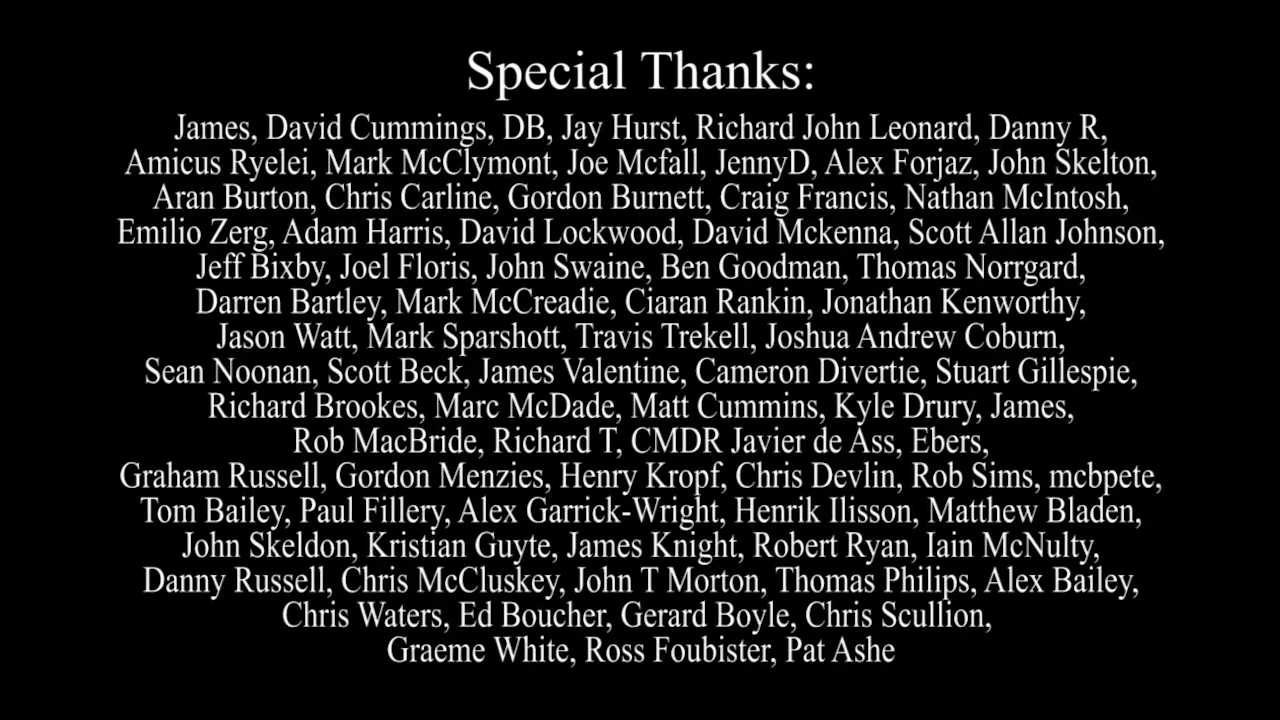 Special Thanks:
James, David Cummings, DB, Jay Hurst, Richard John Leonard, Danny R,
Amicus Ryelei, Mark McClymont, Joe Mcfall, JennyD, Alex Forjaz, John Skelton,
Aran Burton, Chris Carline, Gordon Burnett, Craig Francis, Nathan McIntosh,
Emilio Zerg, Adam Harris, David Lockwood, David Mckenna, Scott Allan Johnson,
Jeff Bixby, Joel Floris, John Swaine, Ben Goodman, Thomas Norrgard,
Darren Bartley, Mark McCreadie, Ciaran Rankin, Jonathan Kenworthy,
Jason Watt, Mark Sparshott, Travis Trekell, Joshua Andrew Coburn,
Sean Noonan, Scott Beck, James Valentine, Cameron Divertie, Stuart Gillespie,
Richard Brookes, Marc McDade, Matt Cummins, Kyle Drury, James,
Rob MacBride, Richard T, CMDR Javier de Ass, Ebers,
Graham Russell, Gordon Menzies, Henry Kropf, Chris Devlin, Rob Sims, mcbpete,
Tom Bailey, Paul Fillery, Alex Garrick-Wright, Henrik Ilisson, Matthew Bladen,
John Skeldon, Kristian Guyte, James Knight, Robert Ryan, Iain McNulty,
Danny Russell, Chris McCluskey, John T Morton, Thomas Philips, Alex Bailey,
Chris Waters, Ed Boucher, Gerard Boyle, Chris Scullion,
Graeme White, Ross Foubister, Pat Ashe